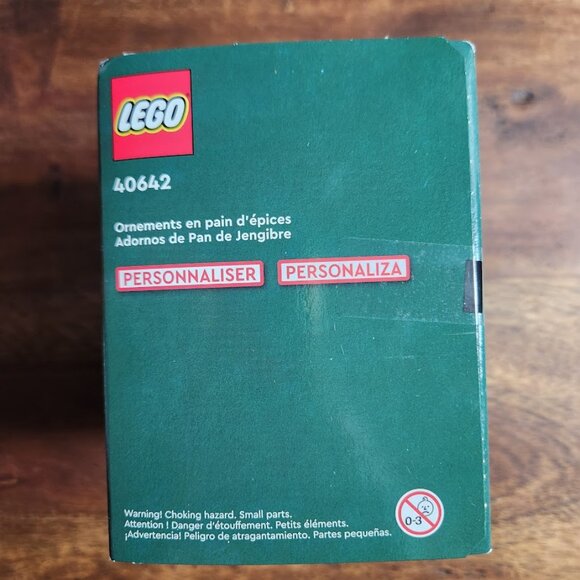 LEGO
40642
Ornements en pain d'épices
Adornos de Pan de Jengibre
PERSONNALISER PERSONALIZA
Warning! Choking hazard. Small parts.
Attention ! Danger d'étouffement. Petits éléments.
¡Advertencia! Peligro de atragantamiento. Partes pequeñas.
0-3